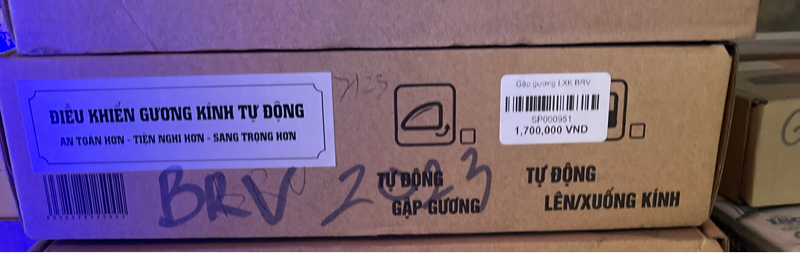 ĐIỀU KHIỂN GƯƠNG KÍNH TỰ ĐỘNG
AN TOÀN HƠN - TIỆN NGHI HƠN - SANG TRỌNG HƠN
Gập gương LXK BRV
SP000951
1,700,000 VND
BRV 2023
TỰ ĐỘNG
GẬP GƯƠNG
TỰ ĐỘNG
LÊN/XUỐNG KÍNH